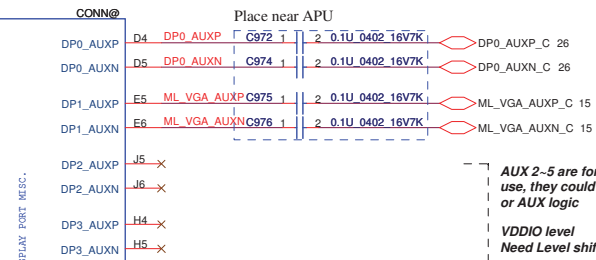 CONN@
Place near APU
DP0_AUXP D4 DP0_AUXP C972 1 2 0.1U_0402_16V7K DP0_AUXP_C 26
DP0_AUXN D5 DP0_AUXN C974 1 2 0.1U_0402_16V7K DP0_AUXN_C 26
DP1_AUXP E5 ML_VGA_AUXP C975 1 2 0.1U_0402_16V7K ML_VGA_AUXP_C 15
DP1_AUXN E6 ML_VGA_AUXN C976 1 2 0.1U_0402_16V7K ML_VGA_AUXN_C 15
DP2_AUXP J5
DP2_AUXN J6
DP3_AUXP H4
DP3_AUXN H5
SPLAY PORT MISC.
AUX 2~5 are for
use, they could
or AUX logic
VDDIO level
Need Level shif